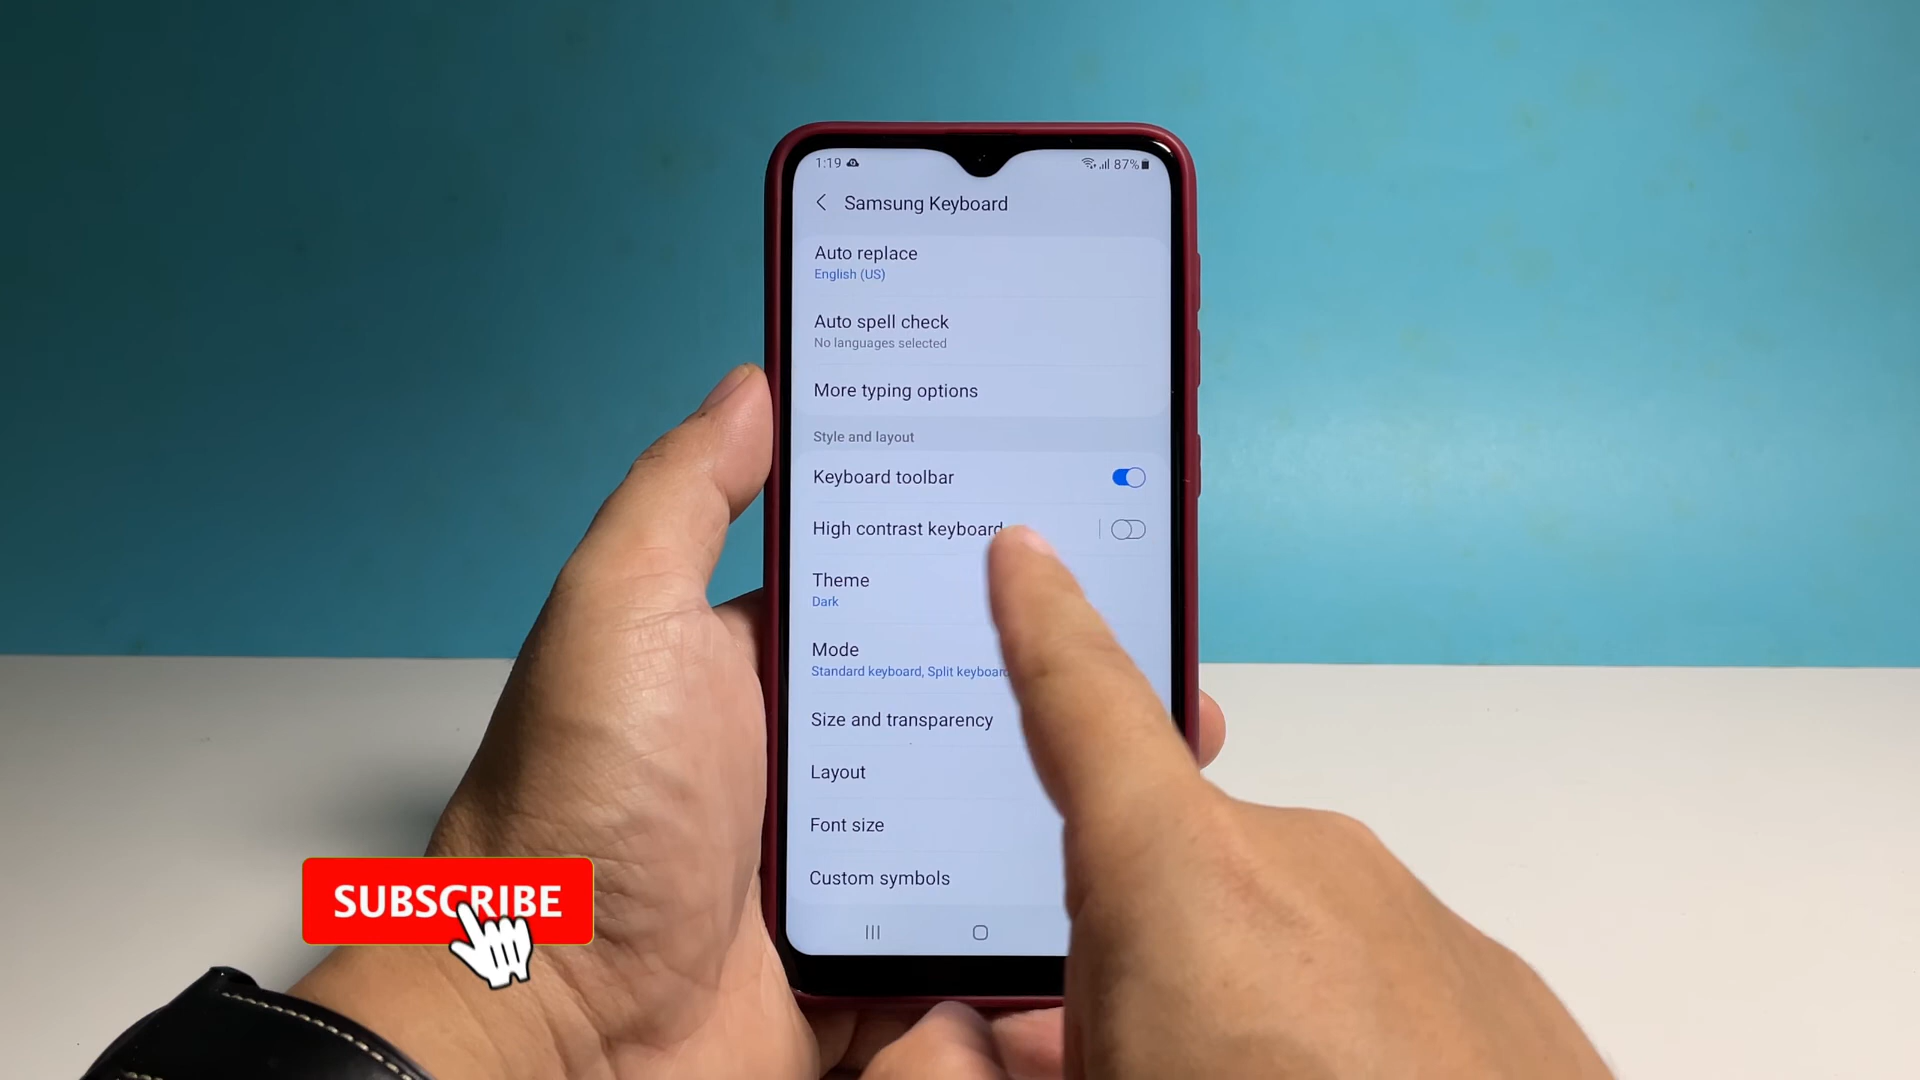 1:19
87%
Samsung Keyboard
Auto replace
English (US)
Auto spell check
No languages selected
More typing options
Style and layout
Keyboard toolbar
High contrast keyboard
Theme
Dark
Mode
Standard keyboard, Split keyboard
Size and transparency
Layout
Font size
Custom symbols
SUBSCRIBE